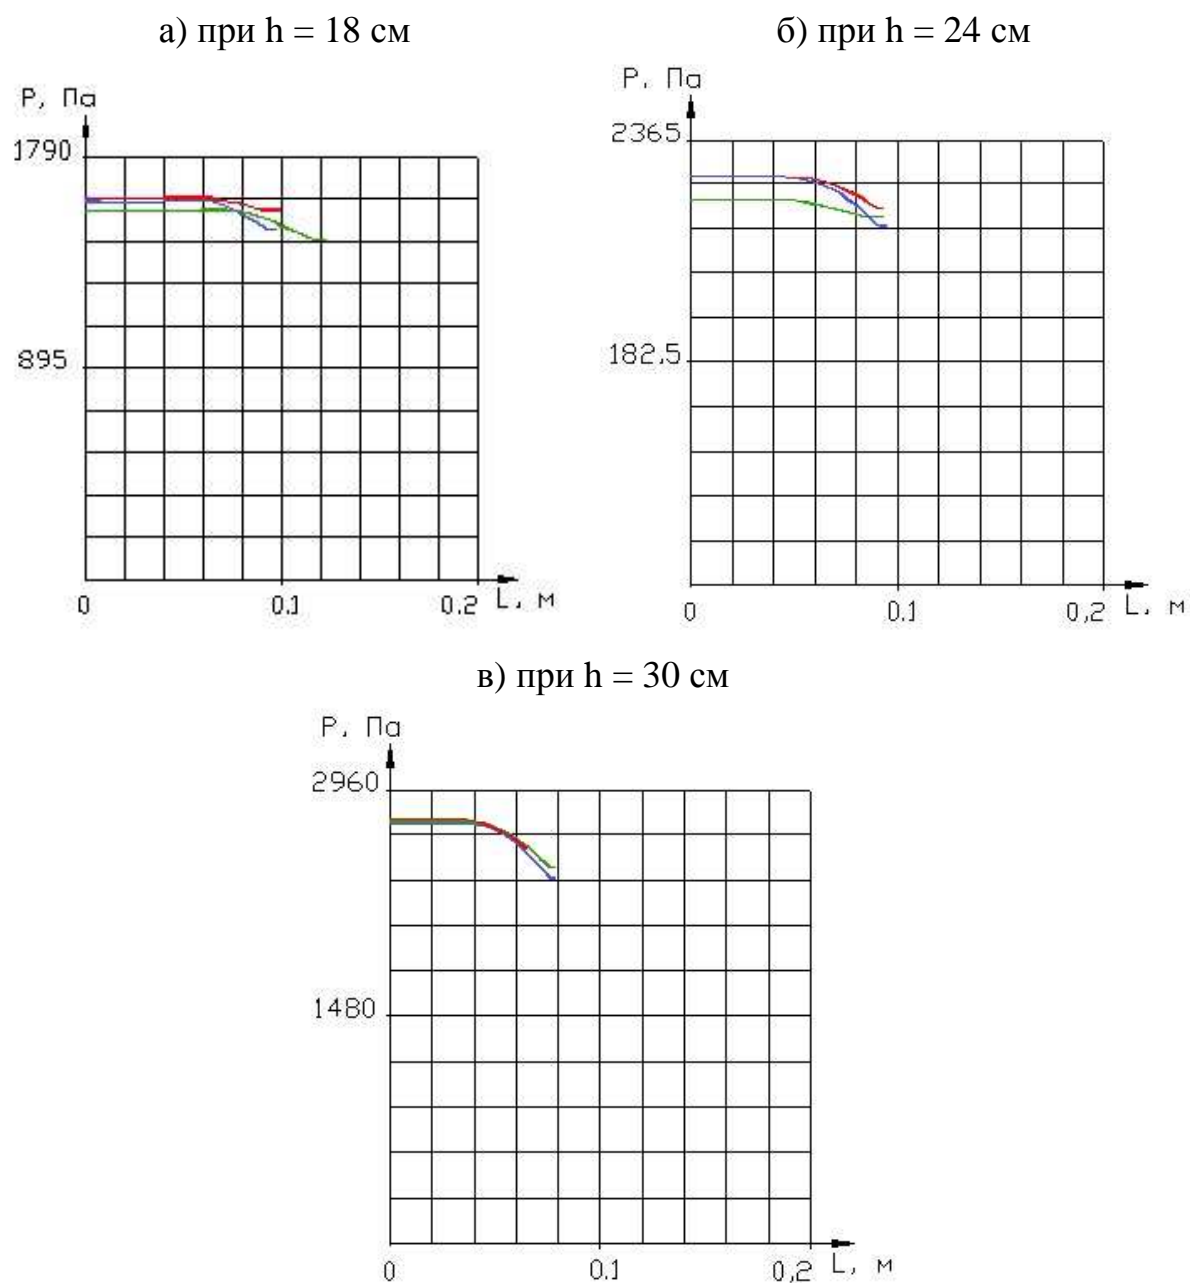 а) при h = 18 см
б) при h = 24 см
P, Па
1790
895
0
0.1
0.2
L, м
P, Па
2365
182.5
0
0.1
0,2
L, м
в) при h = 30 см
P, Па
2960
1480
0
0.1
0,2
L, м